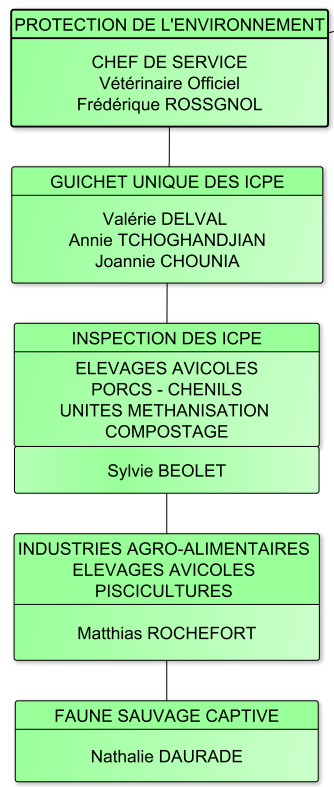 PROTECTION DE L'ENVIRONNEMENT
CHEF DE SERVICE
Vétérinaire Officiel
Frédérique ROSSGNOL
GUICHET UNIQUE DES ICPE
Valérie DELVAL
Annie TCHOGHANDJIAN
Joannie CHOUNIA
INSPECTION DES ICPE
ELEVAGES AVICOLES
PORCS - CHENILS
UNITES METHANISATION
COMPOSTAGE
Sylvie BEOLET
INDUSTRIES AGRO-ALIMENTAIRES
ELEVAGES AVICOLES
PISCICULTURES
Matthias ROCHEFORT
FAUNE SAUVAGE CAPTIVE
Nathalie DAURADE